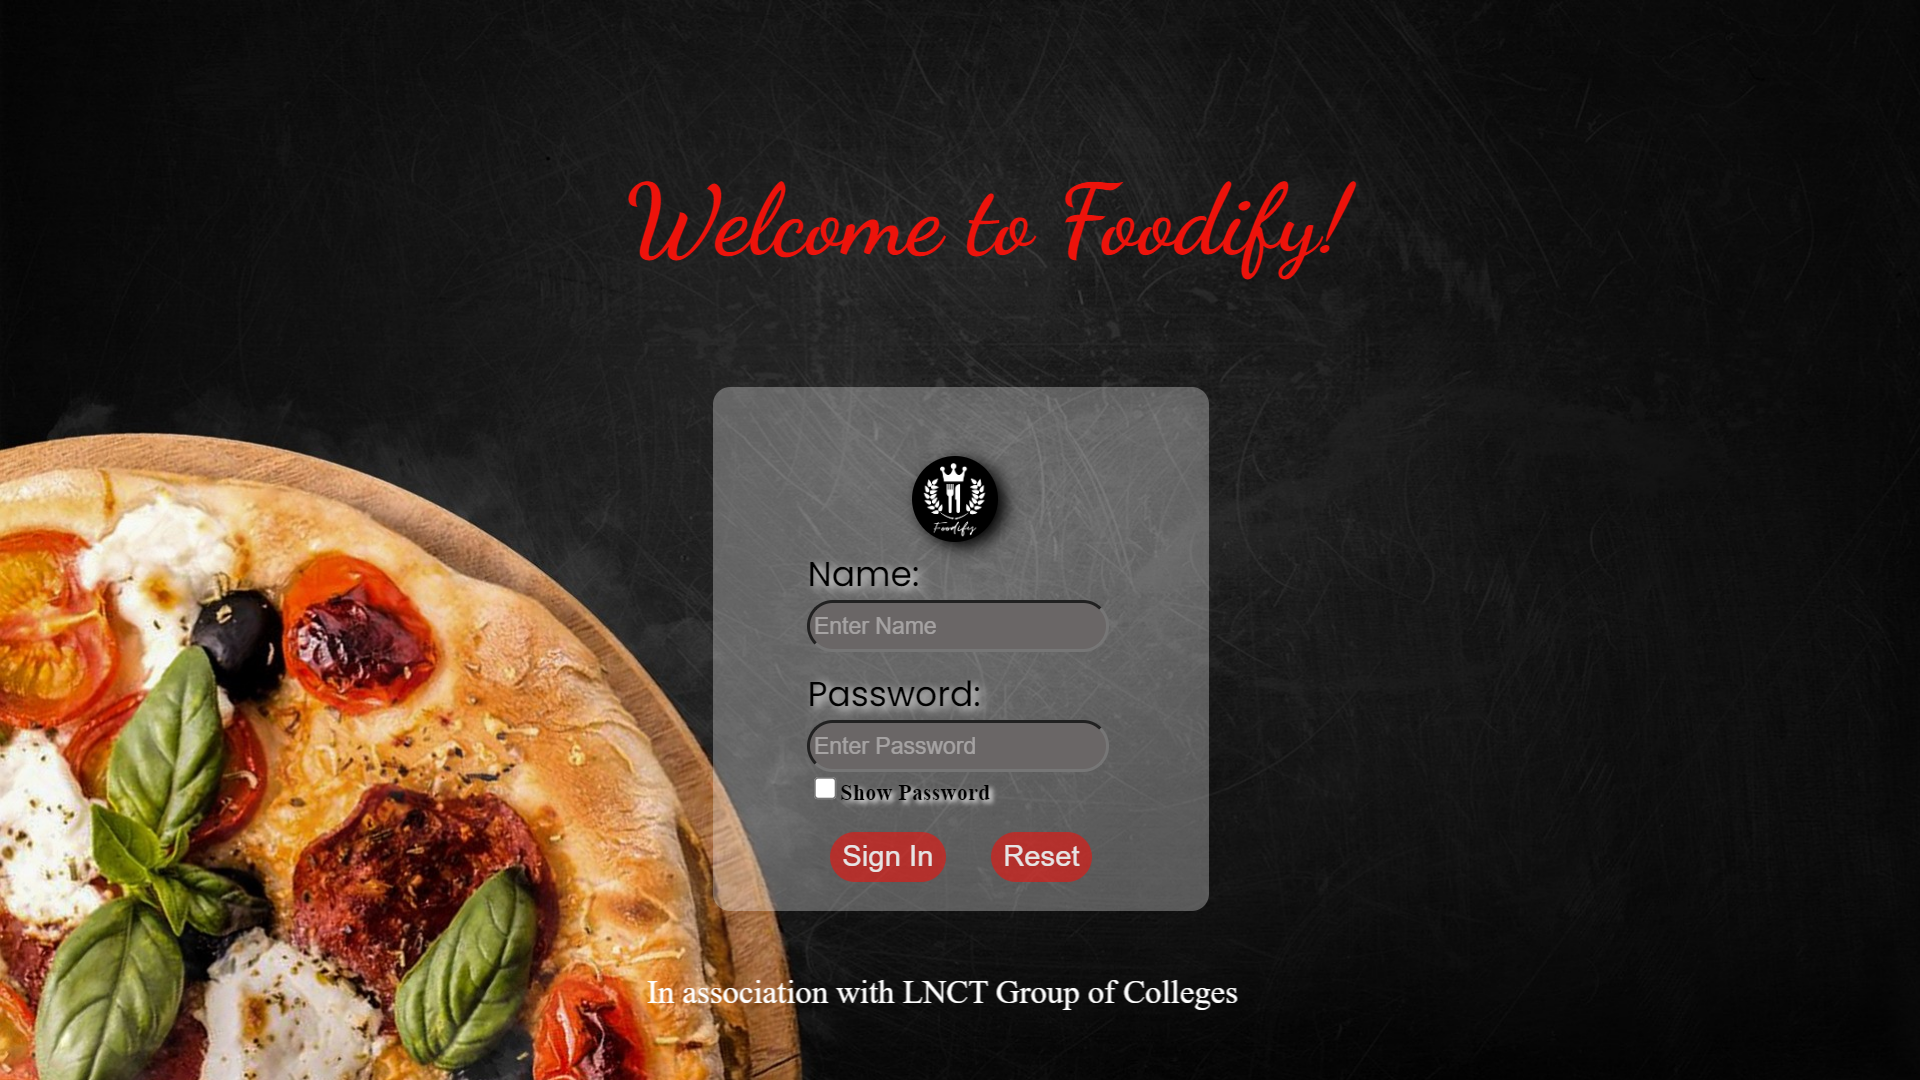 Welcome to Foodify!
Foodify
Name:
Enter Name
Password:
Enter Password
Show Password
Sign In Reset
In association with LNCT Group of Colleges